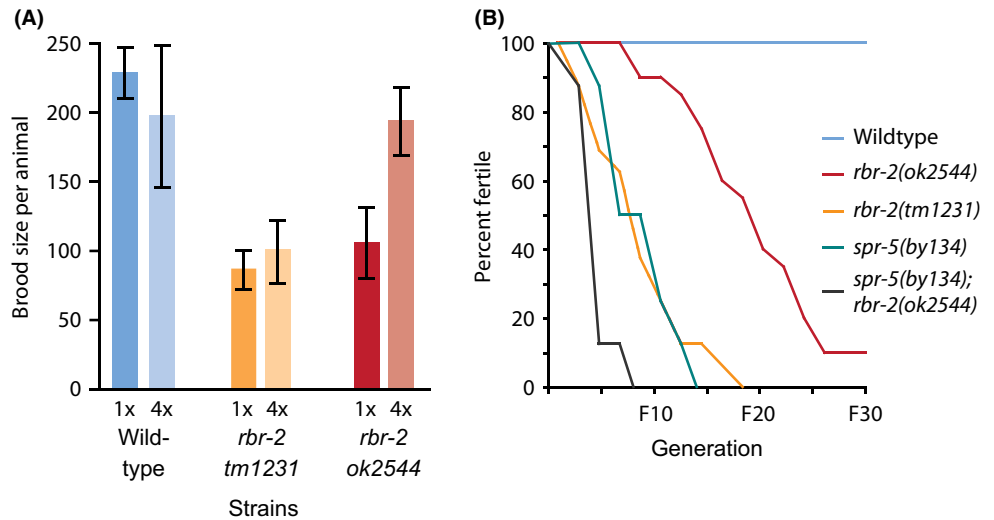 (A)
Brood size per animal
250
200
150
100
50
0
1x 4x 1x 4x 1x 4x
Wild- rbr-2 rbr-2
type tm1231 ok2544
Strains
(B)
Percent fertile
100
80
60
40
20
0
F10 F20 F30
Generation
Wildtype
rbr-2(ok2544)
rbr-2(tm1231)
spr-5(by134)
spr-5(by134);
rbr-2(ok2544)